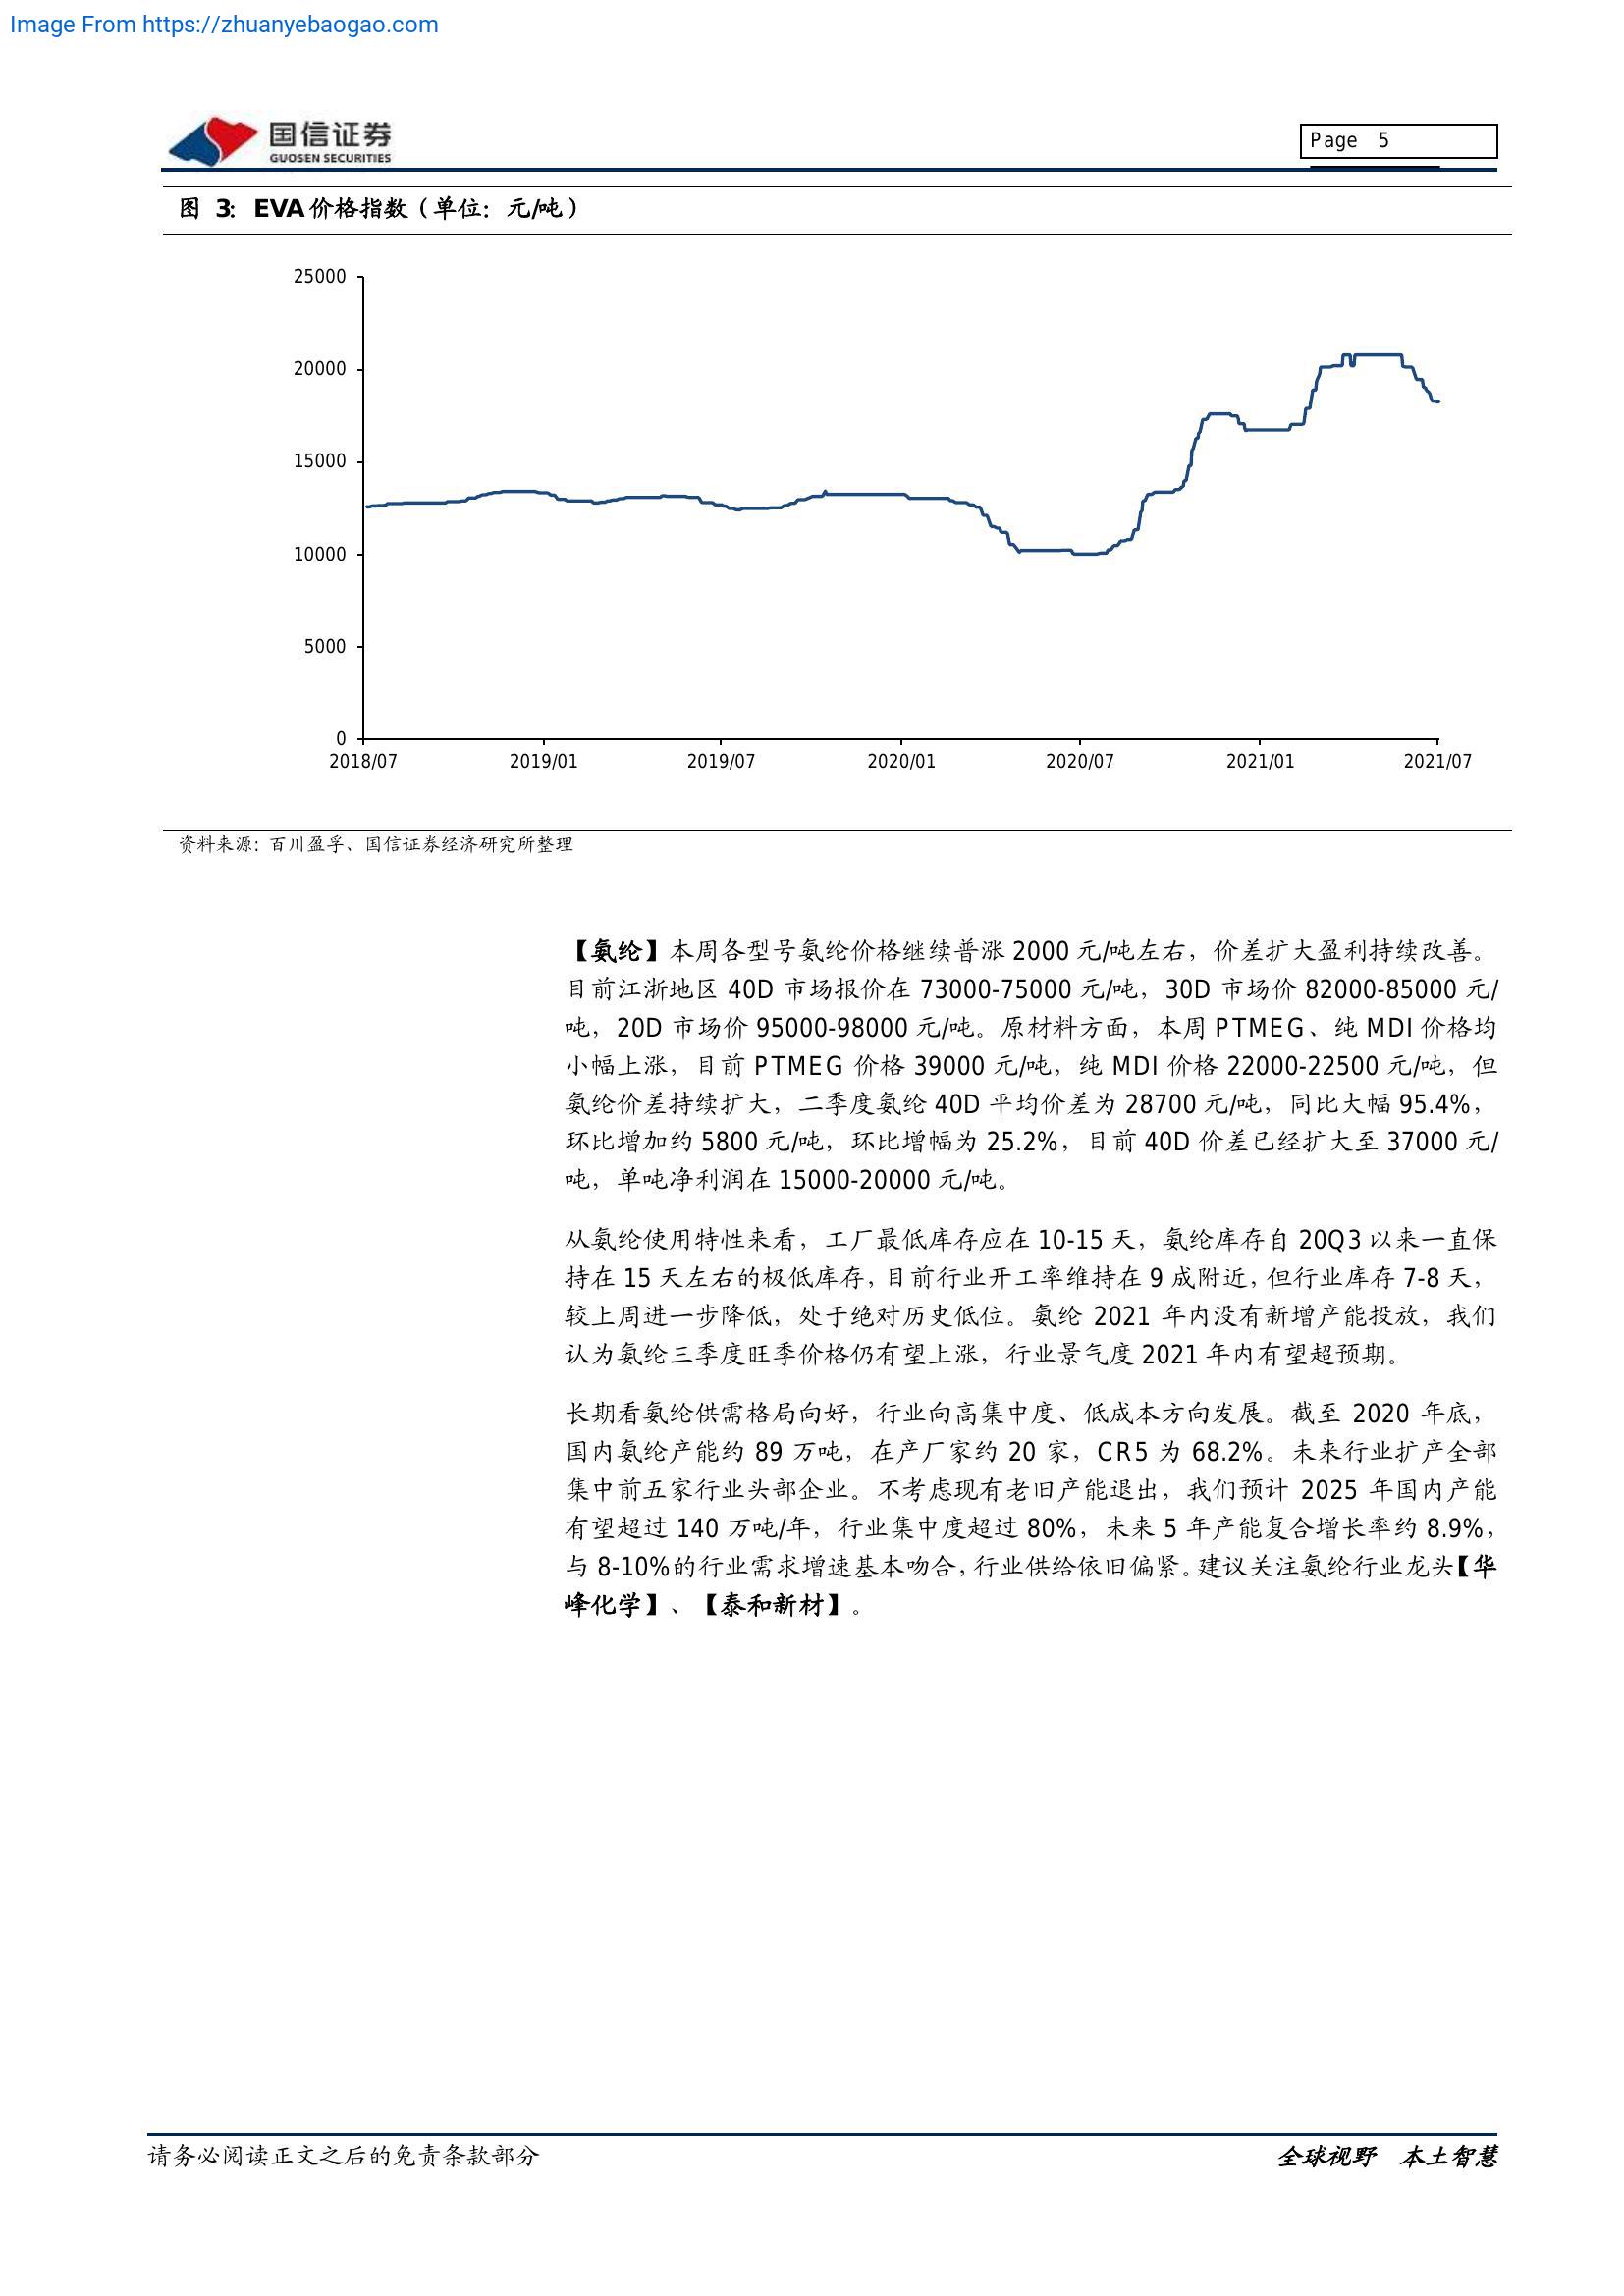 Image From https://zhuanyebaogao.com
国信证券
GUOSEN SECURITIES
Page 5
图 3: EVA价格指数（单位：元/吨）
25000
20000
15000
10000
5000
0
2018/07 2019/01 2019/07 2020/01 2020/07 2021/01 2021/07
资料来源：百川盈孚、国信证券经济研究所整理
【氨纶】本周各型号氨纶价格继续普涨 2000 元/吨左右，价差扩大盈利持续改善。
目前江浙地区 40D 市场报价在 73000-75000 元/吨，30D 市场价 82000-85000 元/
吨，20D 市场价 95000-98000 元/吨。原材料方面，本周 PTMEG、纯 MDI 价格均
小幅上涨，目前 PTMEG 价格 39000 元/吨，纯 MDI 价格 22000-22500 元/吨，但
氨纶价差持续扩大，二季度氨纶 40D 平均价差为 28700 元/吨，同比大幅 95.4%，
环比增加约 5800 元/吨，环比增幅为 25.2%，目前 40D 价差已经扩大至 37000 元/
吨，单吨净利润在 15000-20000 元/吨。
从氨纶使用特性来看，工厂最低库存应在 10-15 天，氨纶库存自 20Q3 以来一直保
持在 15 天左右的极低库存，目前行业开工率维持在 9 成附近，但行业库存 7-8 天，
较上周进一步降低，处于绝对历史低位。氨纶 2021 年内没有新增产能投放，我们
认为氨纶三季度旺季价格仍有望上涨，行业景气度 2021 年内有望超预期。
长期看氨纶供需格局向好，行业向高集中度、低成本方向发展。截至 2020 年底，
国内氨纶产能约 89 万吨，在产厂家约 20 家，CR5 为 68.2%。未来行业扩产全部
集中前五家行业头部企业。不考虑现有老旧产能退出，我们预计 2025 年国内产能
有望超过 140 万吨/年，行业集中度超过 80%，未来 5 年产能复合增长率约 8.9%，
与 8-10%的行业需求增速基本吻合，行业供给依旧偏紧。建议关注氨纶行业龙头【华
峰化学】、【泰和新材】。
请务必阅读正文之后的免责条款部分
全球视野 本土智慧